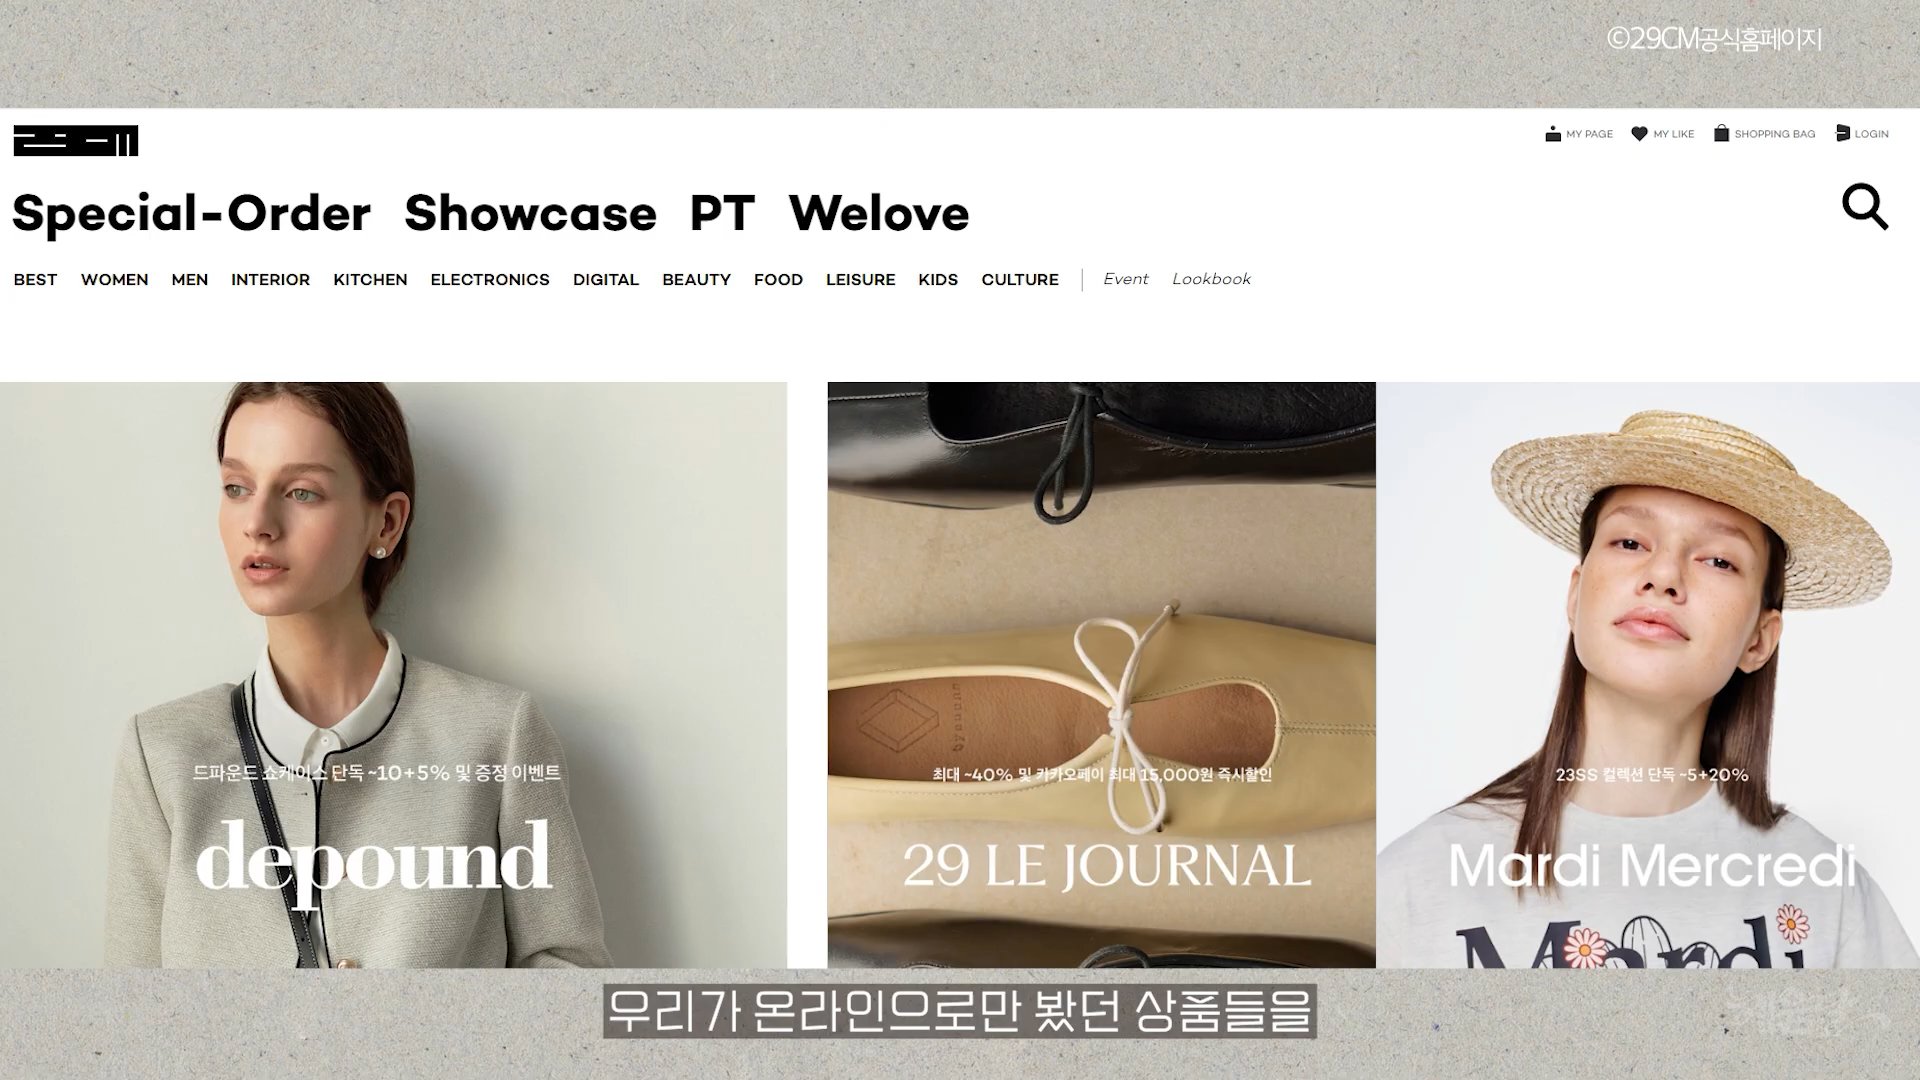 ©29CM공식홈페이지
MY PAGE MY LIKE SHOPPING BAG LOGIN
Special-Order Showcase PT Welove
BEST WOMEN MEN INTERIOR KITCHEN ELECTRONICS DIGITAL BEAUTY FOOD LEISURE KIDS CULTURE Event Lookbook
드파운드 쇼케이스 단독 ~10+5% 및 증정 이벤트
depound
byeuunn
최대 ~40% 및 카카오페이 최대 15,000원 즉시할인
29 LE JOURNAL
23SS 컬렉션 단독 ~5+20%
Mardi Mercredi
Mardi
우리가 온라인으로만 봤던 상품들을